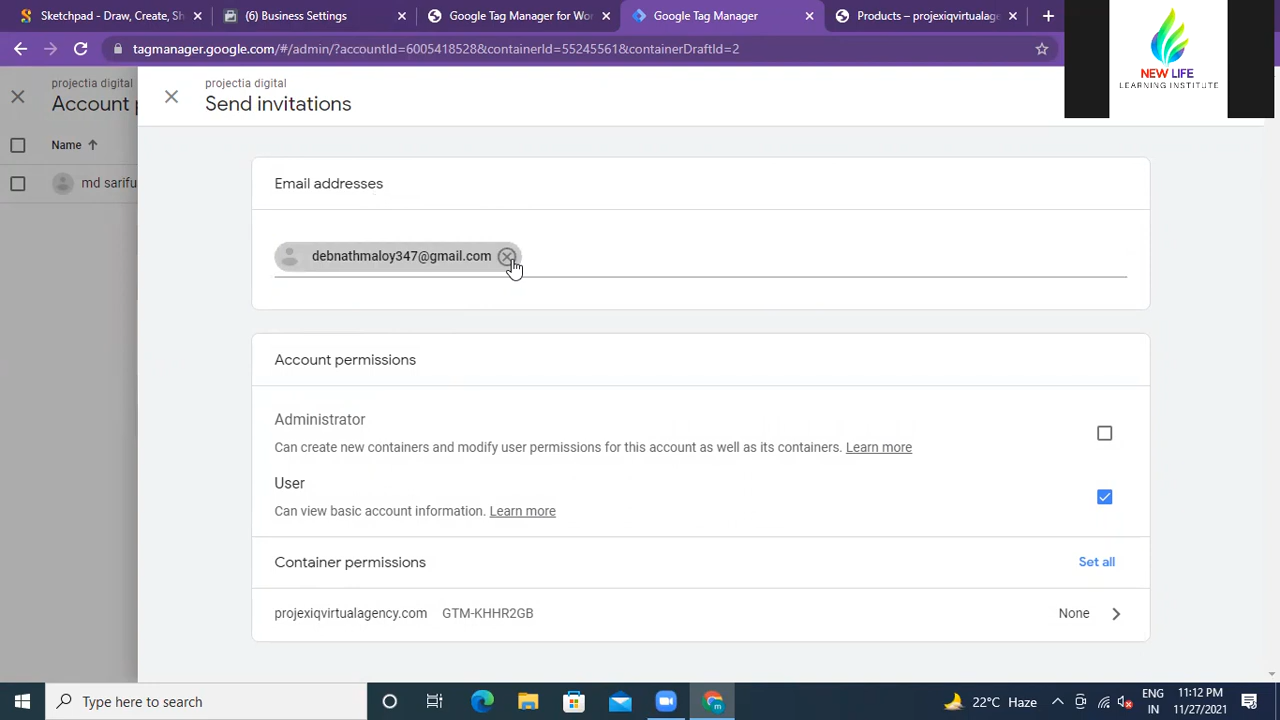 Sketchpad - Draw, Create, Sh
(6) Business Settings
Google Tag Manager for Wo
Google Tag Manager
Products – projexiqvirtualage
tagmanager.google.com/#/admin/?accountId=6005418528&containerId=55245561&containerDraftId=2
NEW LIFE
LEARNING INSTITUTE
projectia digital
Account p
Name
md sarifu
projectia digital
Send invitations
Email addresses
debnathmaloy347@gmail.com
Account permissions
Administrator
Can create new containers and modify user permissions for this account as well as its containers. Learn more
User
Can view basic account information. Learn more
Container permissions Set all
projexiqvirtualagency.com GTM-KHHR2GB None
Type here to search
22°C Haze
ENG
IN
11:12 PM
11/27/2021